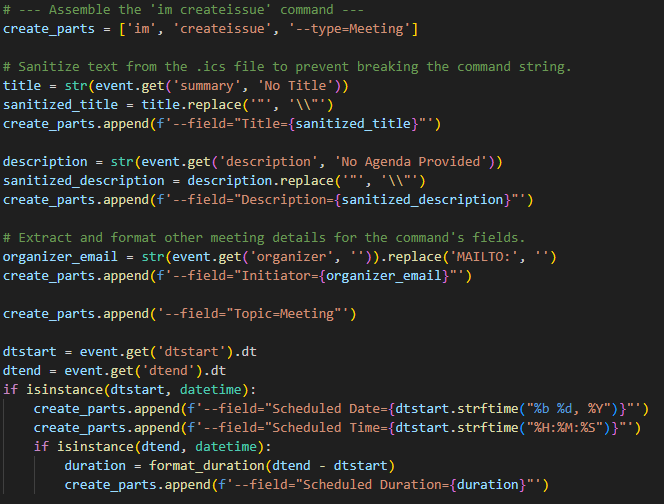 # --- Assemble the 'im createissue' command ---
create_parts = ['im', 'createissue', '--type=Meeting']
# Sanitize text from the .ics file to prevent breaking the command string.
title = str(event.get('summary', 'No Title'))
sanitized_title = title.replace('"', '\\"')
create_parts.append(f'--field="Title={sanitized_title}"')
description = str(event.get('description', 'No Agenda Provided'))
sanitized_description = description.replace('"', '\\"')
create_parts.append(f'--field="Description={sanitized_description}"')
# Extract and format other meeting details for the command's fields.
organizer_email = str(event.get('organizer', '')).replace('MAILTO:', '')
create_parts.append(f'--field="Initiator={organizer_email}"')
create_parts.append('--field="Topic=Meeting"')
dtstart = event.get('dtstart').dt
dtend = event.get('dtend').dt
if isinstance(dtstart, datetime):
    create_parts.append(f'--field="Scheduled Date={dtstart.strftime("%b %d, %Y")}"')
    create_parts.append(f'--field="Scheduled Time={dtstart.strftime("%H:%M:%S")}"')
    if isinstance(dtend, datetime):
        duration = format_duration(dtend - dtstart)
        create_parts.append(f'--field="Scheduled Duration={duration}"')